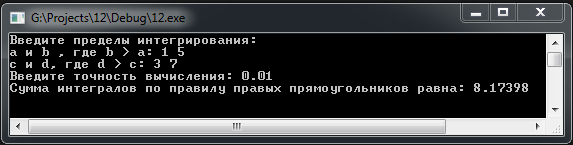 G:\Projects\12\Debug\12.exe
Введите пределы интегрирования:
a и b , где b > a: 1 5
c и d, где d > c: 3 7
Введите точность вычисления: 0.01
Сумма интегралов по правилу правых прямоугольников равна: 8.17398